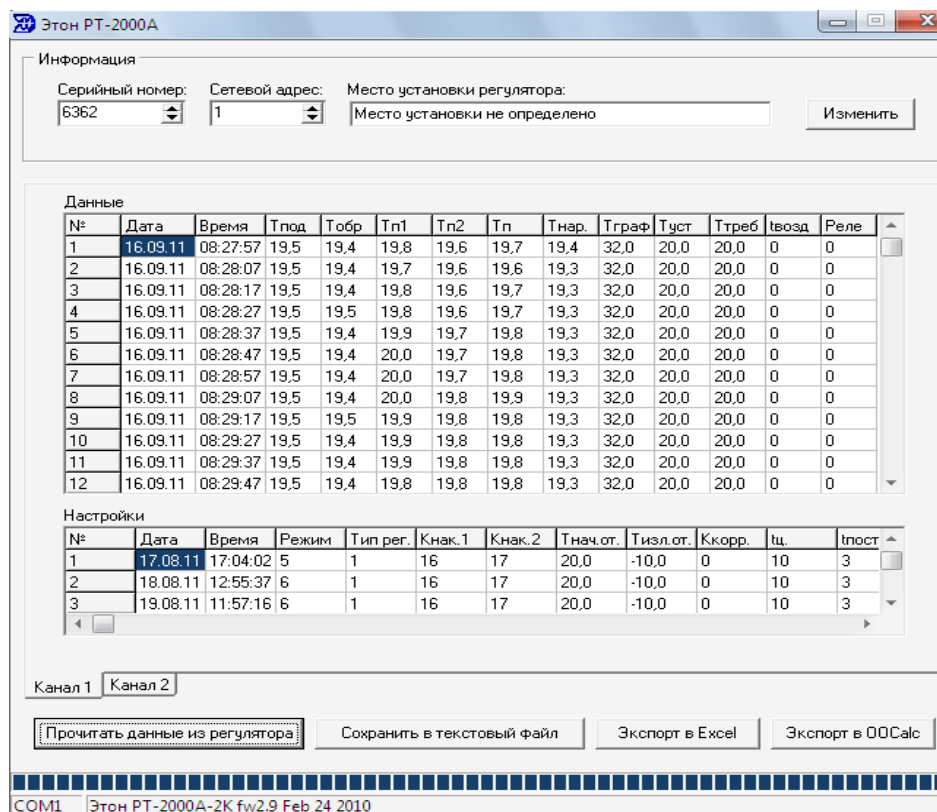 Этон РТ-2000А
Информация
Серийный номер: Сетевой адрес: Место установки регулятора:
6362 1 Место установки не определено Изменить
Данные
№ Дата Время Тпод Тобр Тп1 Тп2 Тп Тнар. Тграф Туст Ттреб tвозд Реле
1 16.09.11 08:27:57 19,5 19,4 19,8 19,6 19,7 19,4 32,0 20,0 20,0 0 0
2 16.09.11 08:28:07 19,5 19,4 19,7 19,6 19,6 19,3 32,0 20,0 20,0 0 0
3 16.09.11 08:28:17 19,5 19,4 19,8 19,6 19,7 19,3 32,0 20,0 20,0 0 0
4 16.09.11 08:28:27 19,5 19,5 19,8 19,6 19,7 19,3 32,0 20,0 20,0 0 0
5 16.09.11 08:28:37 19,5 19,4 19,9 19,7 19,8 19,3 32,0 20,0 20,0 0 0
6 16.09.11 08:28:47 19,5 19,4 20,0 19,7 19,8 19,3 32,0 20,0 20,0 0 0
7 16.09.11 08:28:57 19,5 19,4 20,0 19,7 19,8 19,3 32,0 20,0 20,0 0 0
8 16.09.11 08:29:07 19,5 19,4 20,0 19,8 19,9 19,3 32,0 20,0 20,0 0 0
9 16.09.11 08:29:17 19,5 19,5 19,9 19,8 19,8 19,3 32,0 20,0 20,0 0 0
10 16.09.11 08:29:27 19,5 19,4 19,9 19,8 19,8 19,3 32,0 20,0 20,0 0 0
11 16.09.11 08:29:37 19,5 19,4 19,9 19,8 19,8 19,3 32,0 20,0 20,0 0 0
12 16.09.11 08:29:47 19,5 19,4 19,8 19,8 19,8 19,3 32,0 20,0 20,0 0 0
Настройки
№ Дата Время Режим Тип рег. Кнак.1 Кнак.2 Тнач.от. Тизл.от. Ккорр. tц. tпост
1 17.08.11 17:04:02 5 1 16 17 20,0 -10,0 0 10 3
2 18.08.11 12:55:37 6 1 16 17 20,0 -10,0 0 10 3
3 19.08.11 11:57:16 6 1 16 17 20,0 -10,0 0 10 3
Канал 1 Канал 2
Прочитать данные из регулятора Сохранить в текстовый файл Экспорт в Excel Экспорт в OOCalc
COM1 Этон РТ-2000А-2К fw2.9 Feb 24 2010